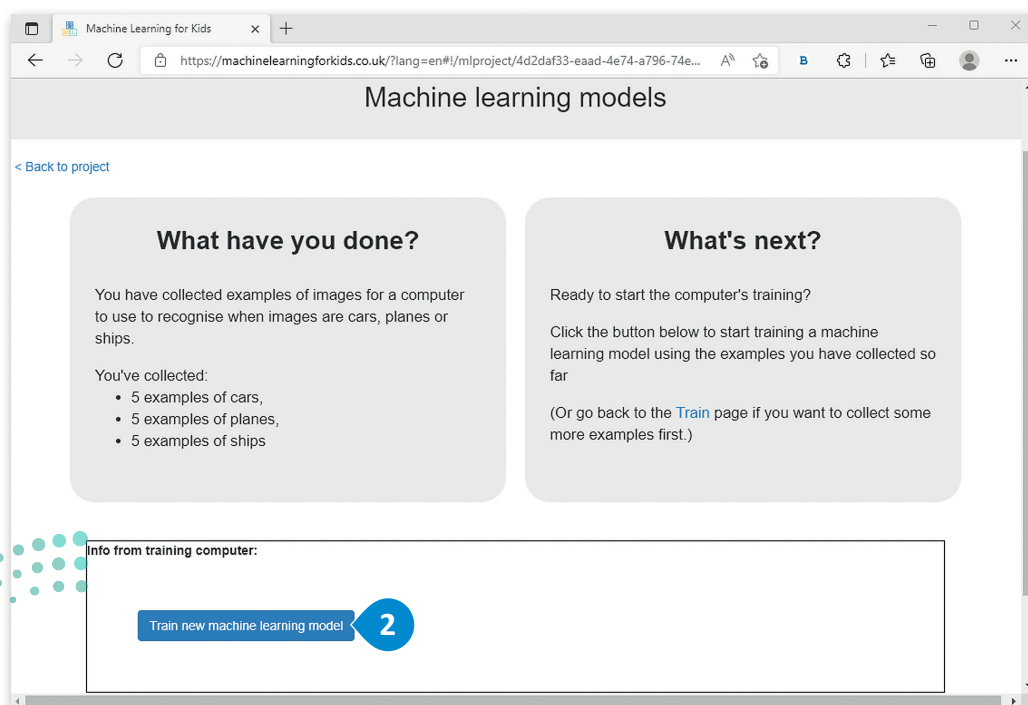 Machine Learning for Kids
https://machinelearningforkids.co.uk/?lang=en#!/mlproject/4d2daf33-eaad-4e74-a796-74e...
B
Machine learning models
< Back to project
What have you done?
You have collected examples of images for a computer
to use to recognise when images are cars, planes or
ships.
You've collected:
• 5 examples of cars,
• 5 examples of planes,
• 5 examples of ships
What's next?
Ready to start the computer's training?
Click the button below to start training a machine
learning model using the examples you have collected so
far
(Or go back to the Train page if you want to collect some
more examples first.)
Info from training computer:
Train new machine learning model
2